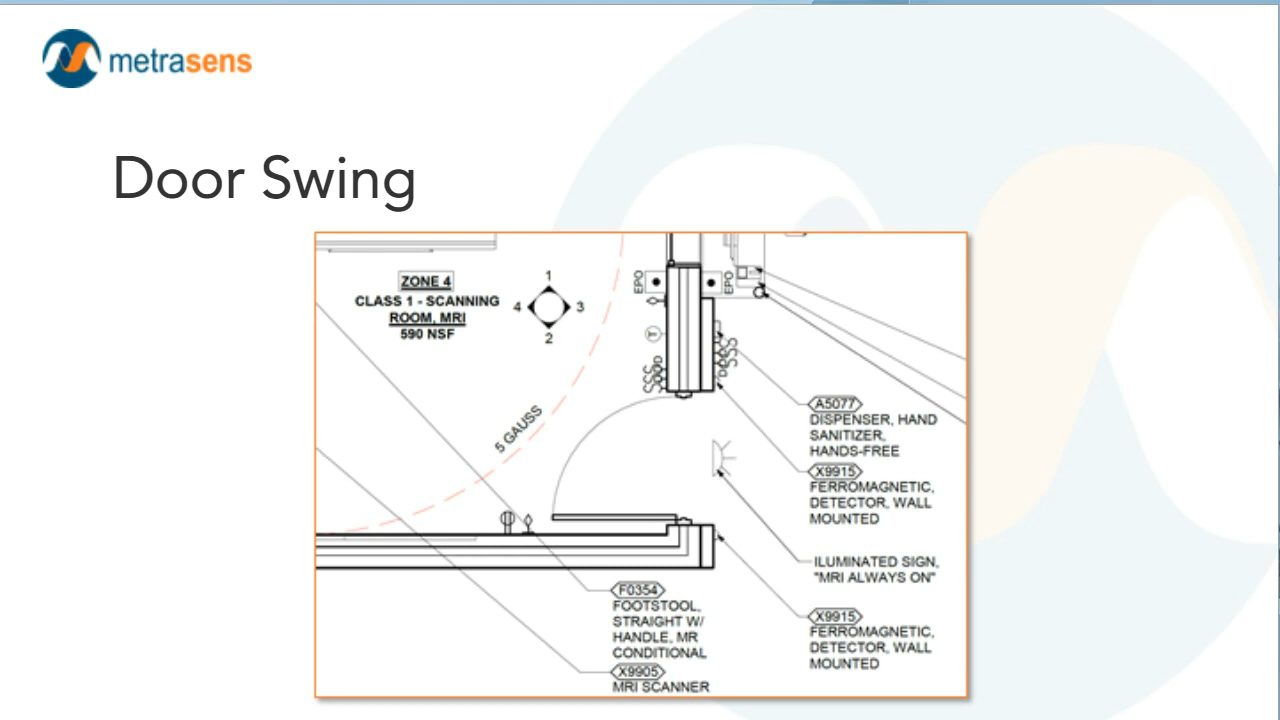 metrasens
Door Swing
ZONE 4
CLASS 1 - SCANNING
ROOM, MRI
590 NSF
1
4
3
2
EPO
EPO
T
5 GAUSS
A5077
DISPENSER, HAND
SANITIZER,
HANDS-FREE
X9915
FERROMAGNETIC,
DETECTOR, WALL
MOUNTED
ILUMINATED SIGN,
"MRI ALWAYS ON"
X9915
FERROMAGNETIC,
DETECTOR, WALL
MOUNTED
F0354
FOOTSTOOL,
STRAIGHT W/
HANDLE, MR
CONDITIONAL
X9905
MRI SCANNER